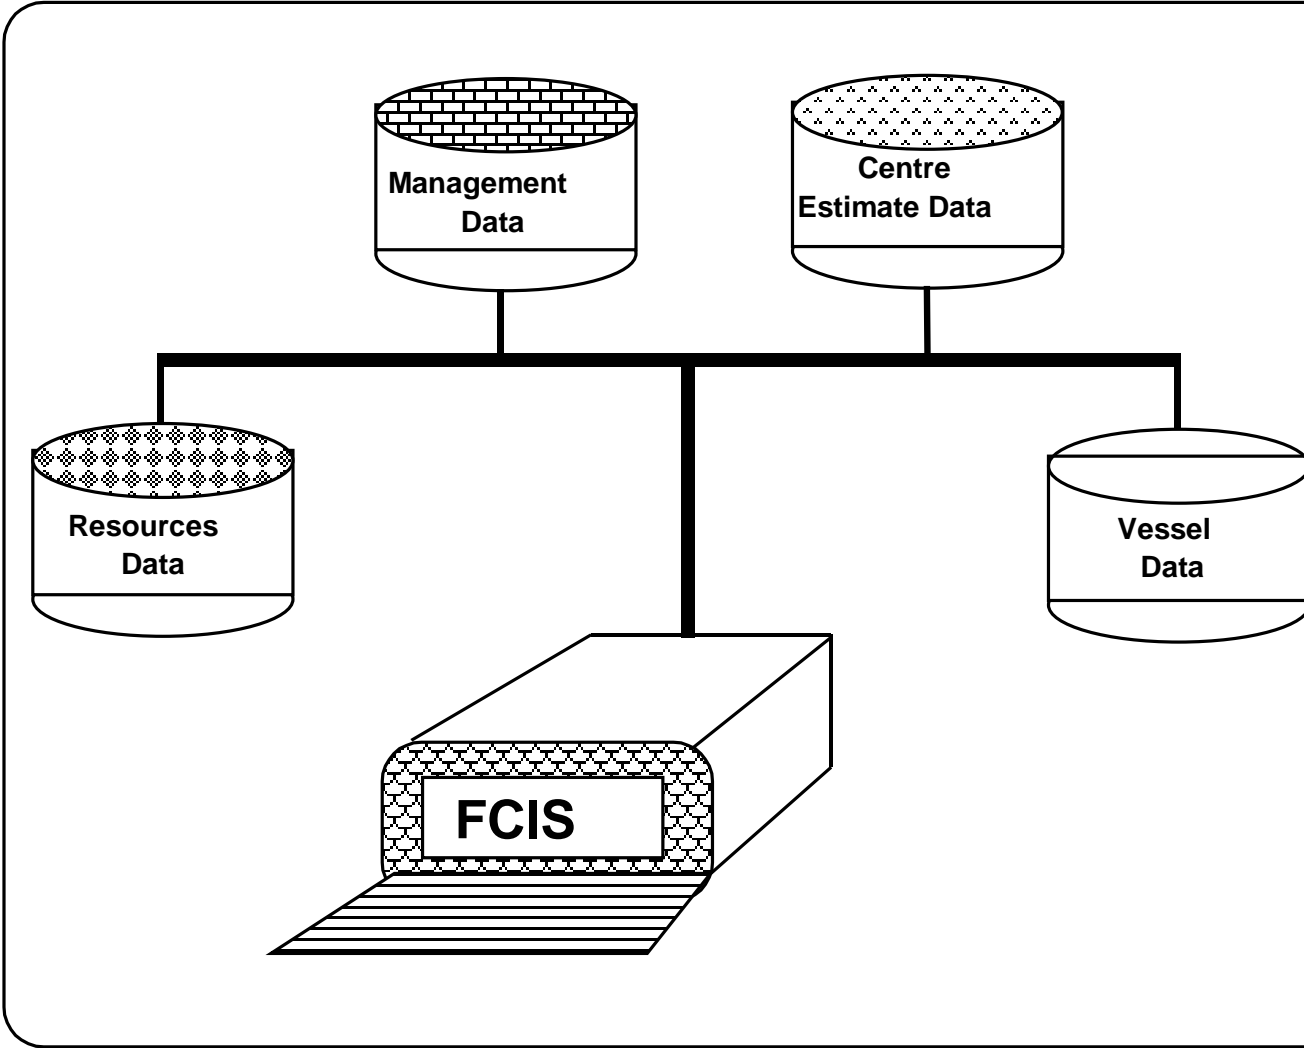 Management
Data
Centre
Estimate Data
Resources
Data
Vessel
Data
FCIS